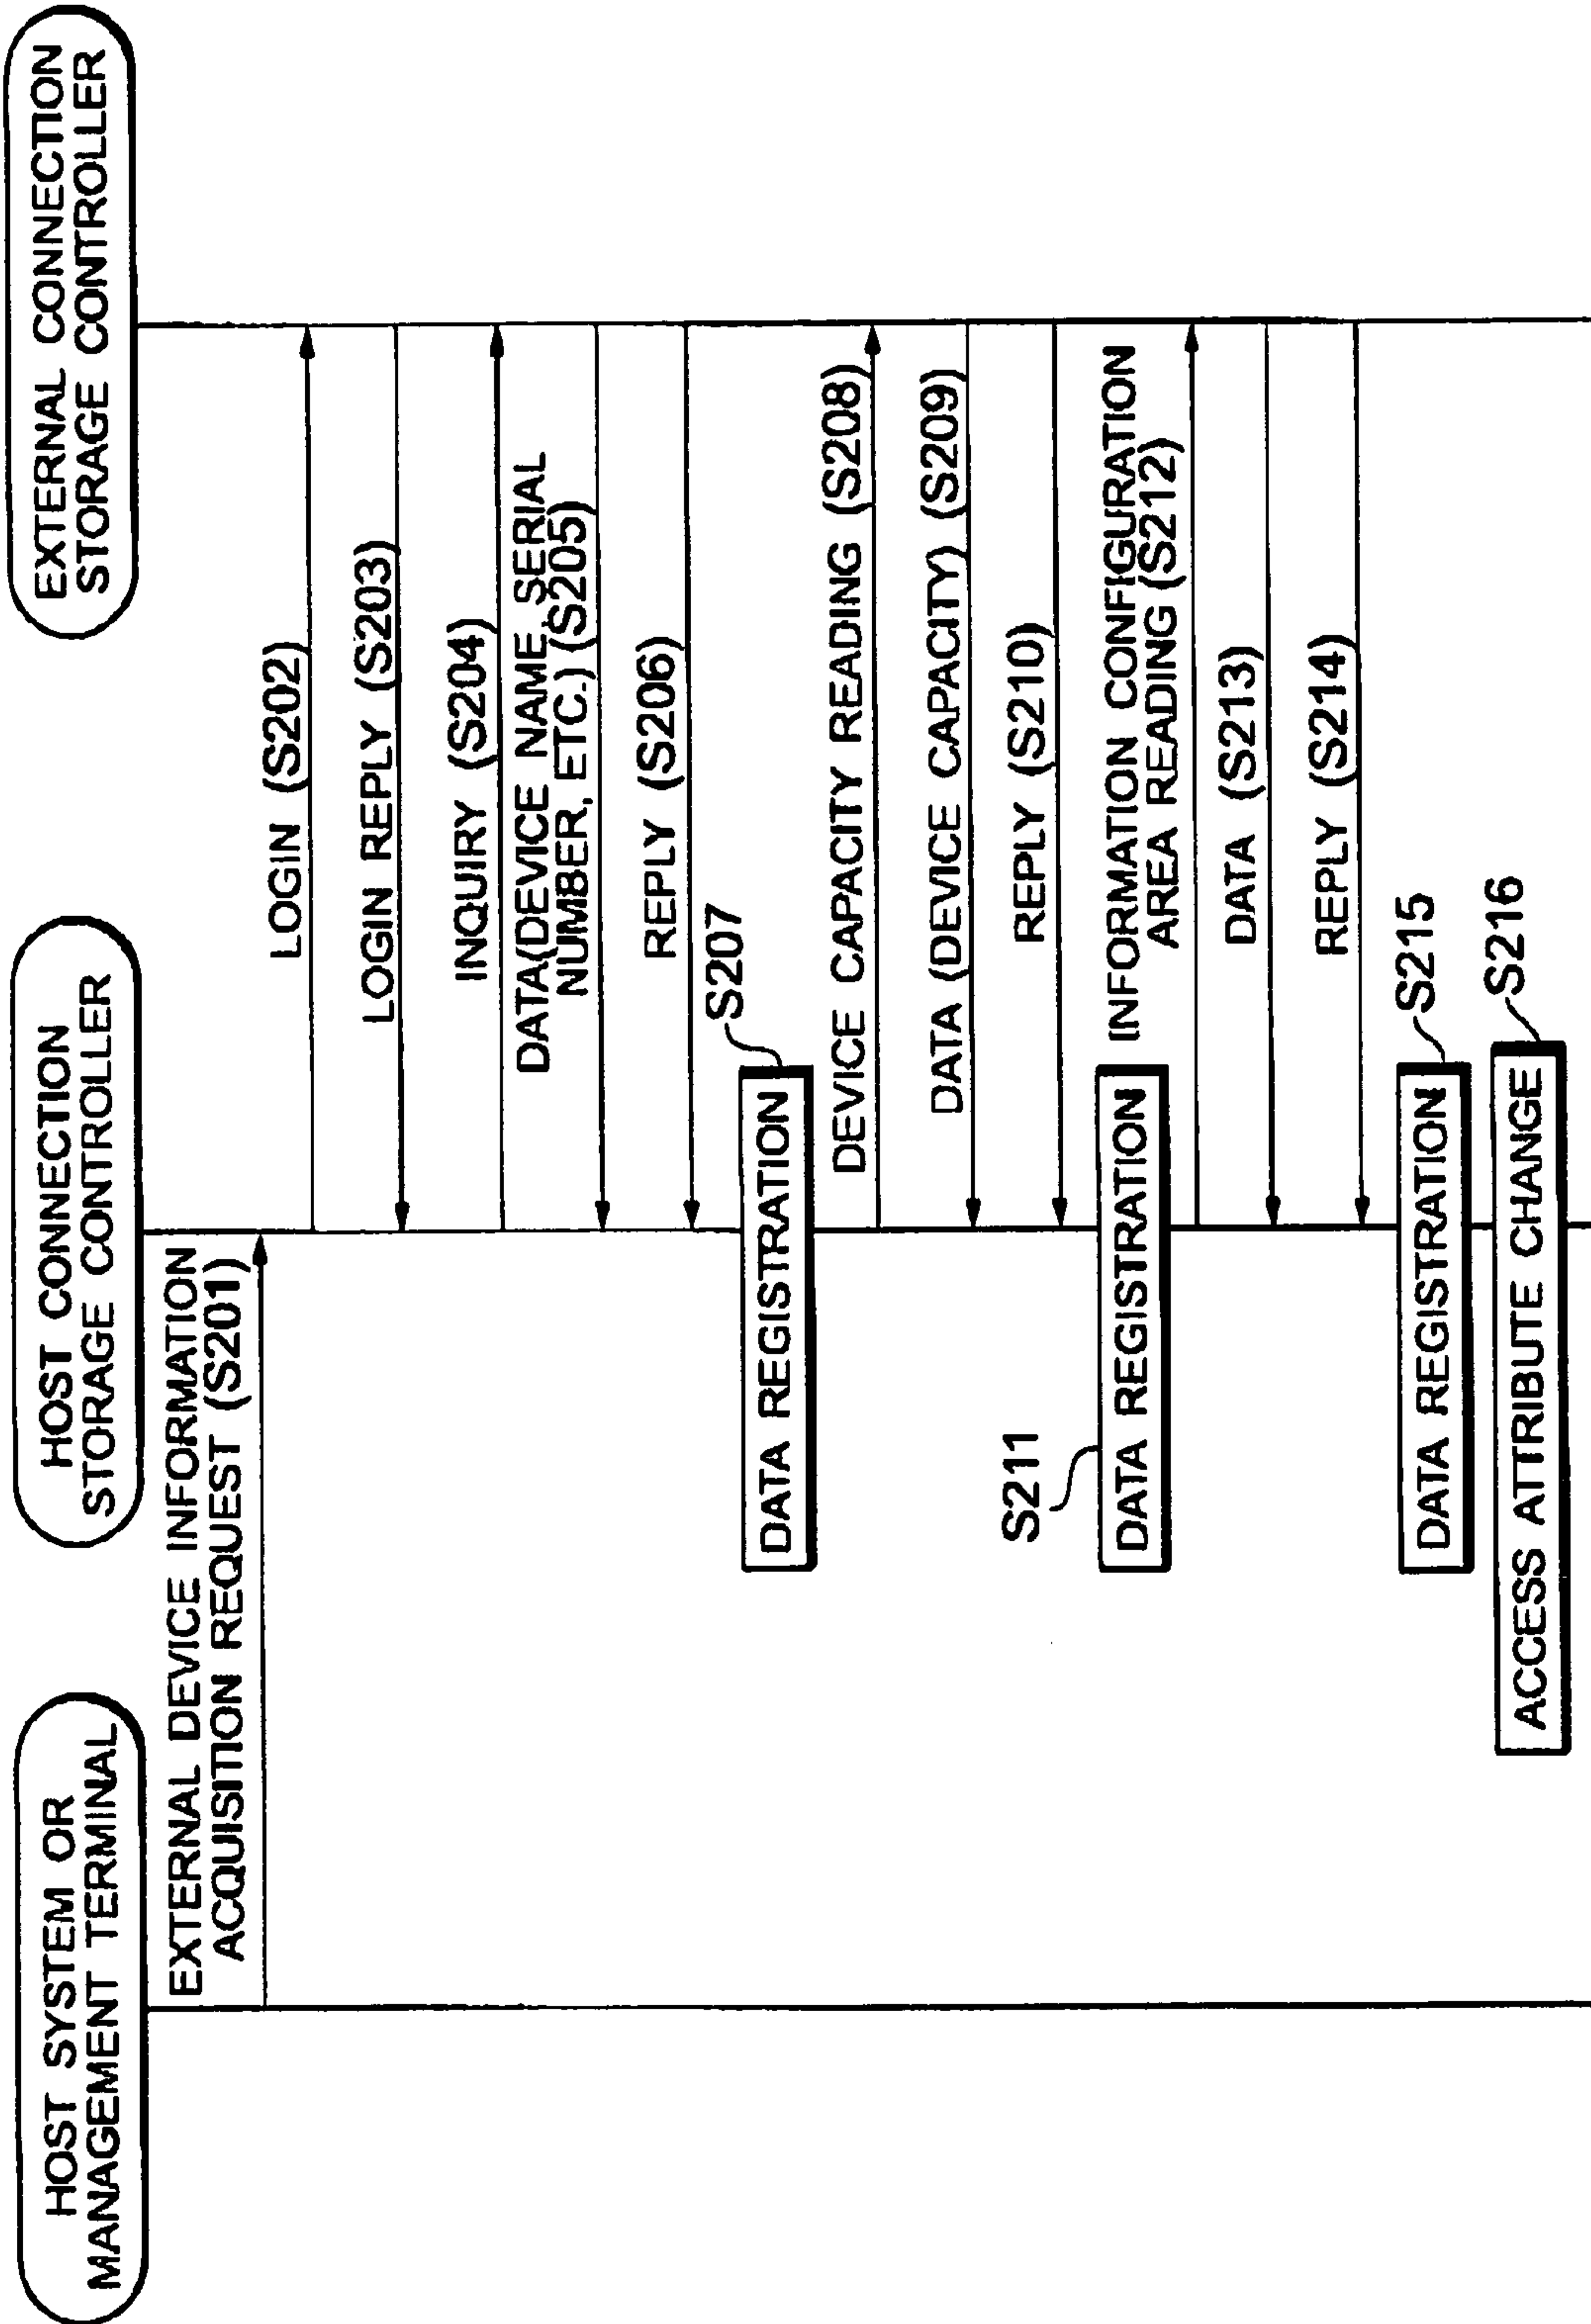 HOST SYSTEM OR
MANAGEMENT TERMINAL
HOST CONNECTION
STORAGE CONTROLLER
EXTERNAL CONNECTION
STORAGE CONTROLLER
EXTERNAL DEVICE INFORMATION
ACQUISITION REQUEST (S201)
LOGIN (S202)
LOGIN REPLY (S203)
INQUIRY (S204)
DATA(DEVICE NAME, SERIAL
NUMBER, ETC.) (S205)
REPLY (S206)
S207
DATA REGISTRATION
DEVICE CAPACITY READING (S208)
DATA (DEVICE CAPACITY) (S209)
REPLY (S210)
S211
DATA REGISTRATION
INFORMATION CONFIGURATION
AREA READING (S212)
DATA (S213)
REPLY (S214)
DATA REGISTRATION
S215
ACCESS ATTRIBUTE CHANGE
S216